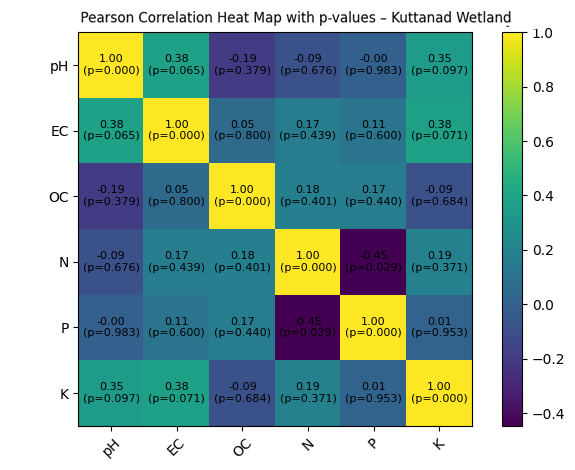 Pearson Correlation Heat Map with p-values – Kuttanad Wetland
pH 1.00 0.38 -0.19 -0.09 -0.00 0.35
(p=0.000) (p=0.065) (p=0.379) (p=0.676) (p=0.983) (p=0.097)
EC 0.38 1.00 0.05 0.17 0.11 0.38
(p=0.065) (p=0.000) (p=0.800) (p=0.439) (p=0.600) (p=0.071)
OC -0.19 0.05 1.00 0.18 0.17 -0.09
(p=0.379) (p=0.800) (p=0.000) (p=0.401) (p=0.440) (p=0.684)
N -0.09 0.17 0.18 1.00 -0.45 0.19
(p=0.676) (p=0.439) (p=0.401) (p=0.000) (p=0.029) (p=0.371)
P -0.00 0.11 0.17 -0.45 1.00 0.01
(p=0.983) (p=0.600) (p=0.440) (p=0.029) (p=0.000) (p=0.953)
K 0.35 0.38 -0.09 0.19 0.01 1.00
(p=0.097) (p=0.071) (p=0.684) (p=0.371) (p=0.953) (p=0.000)
pH EC OC N P K
1.0
0.8
0.6
0.4
0.2
0.0
−0.2
−0.4